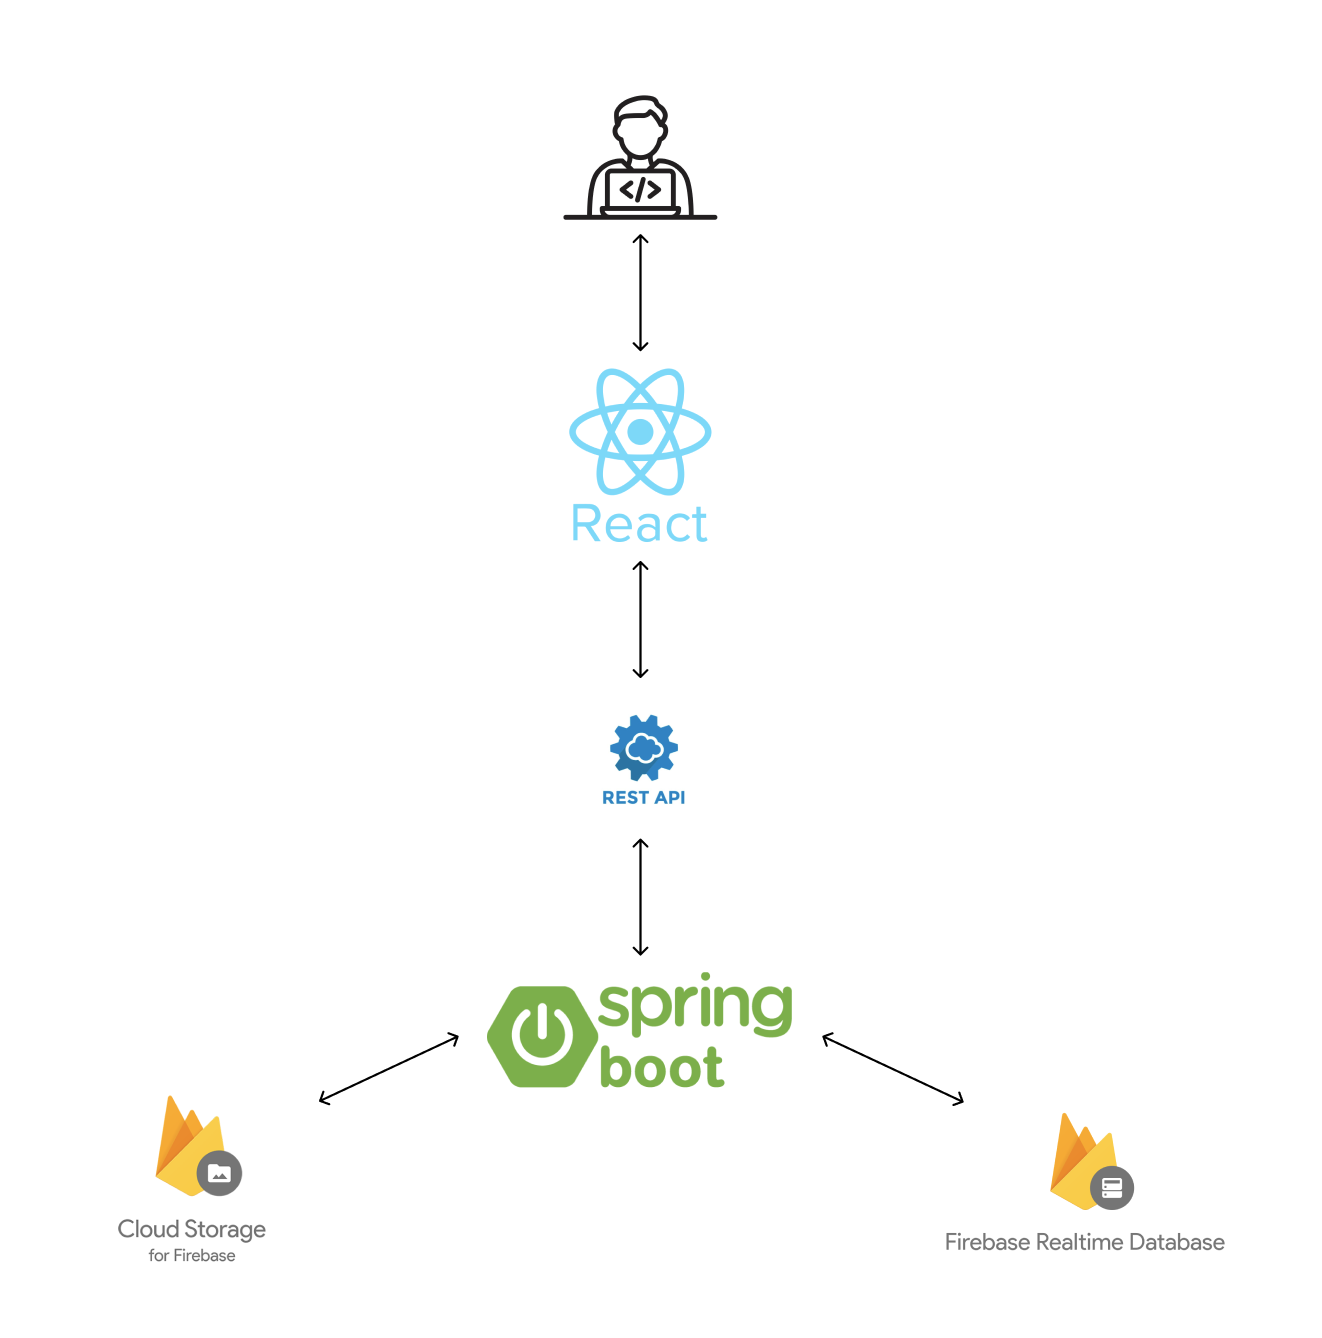 </>
React
REST API
spring
boot
Cloud Storage
for Firebase
Firebase Realtime Database